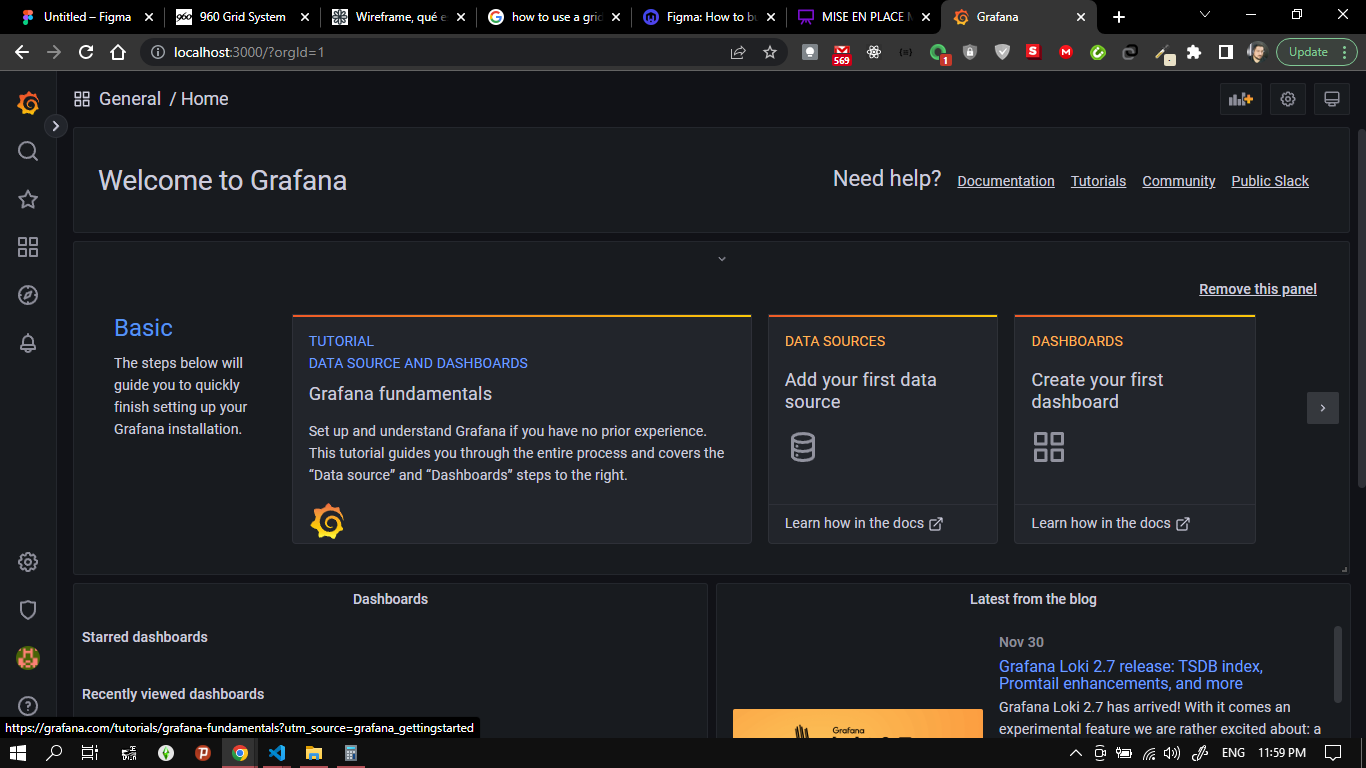 Untitled – Figma
960 Grid System
Wireframe, qué e
how to use a grid
Figma: How to bu
MISE EN PLACE M
Grafana
localhost:3000/?orgId=1
569
1
Update
General / Home
Welcome to Grafana
Need help?
Documentation
Tutorials
Community
Public Slack
Remove this panel
Basic
The steps below will
guide you to quickly
finish setting up your
Grafana installation.
TUTORIAL
DATA SOURCE AND DASHBOARDS
Grafana fundamentals
Set up and understand Grafana if you have no prior experience.
This tutorial guides you through the entire process and covers the
“Data source” and “Dashboards” steps to the right.
DATA SOURCES
Add your first data
source
Learn how in the docs
DASHBOARDS
Create your first
dashboard
Learn how in the docs
Dashboards
Starred dashboards
Recently viewed dashboards
Latest from the blog
Nov 30
Grafana Loki 2.7 release: TSDB index,
Promtail enhancements, and more
Grafana Loki 2.7 has arrived! With it comes an
experimental feature we are rather excited about: a
Grafana
https://grafana.com/tutorials/grafana-fundamentals?utm_source=grafana_gettingstarted
ENG
11:59 PM